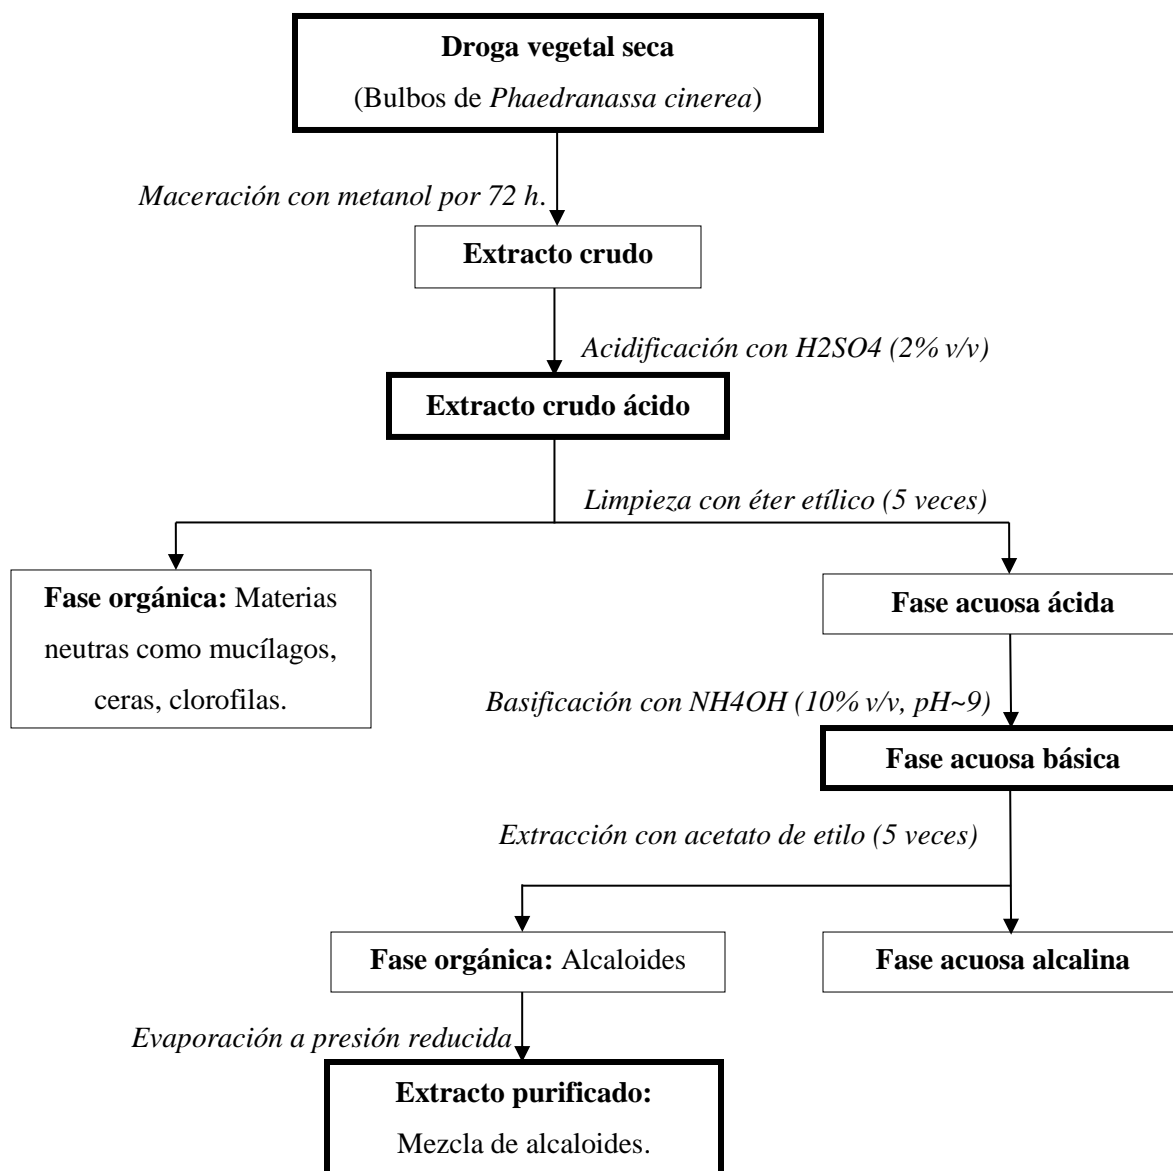 Droga vegetal seca
(Bulbos de Phaedranassa cinerea)
Maceración con metanol por 72 h.
Extracto crudo
Acidificación con H2SO4 (2% v/v)
Extracto crudo ácido
Limpieza con éter etílico (5 veces)
Fase orgánica: Materias
neutras como mucílagos,
ceras, clorofilas.
Fase acuosa ácida
Basificación con NH4OH (10% v/v, pH~9)
Fase acuosa básica
Extracción con acetato de etilo (5 veces)
Fase orgánica: Alcaloides
Fase acuosa alcalina
Evaporación a presión reducida
Extracto purificado:
Mezcla de alcaloides.